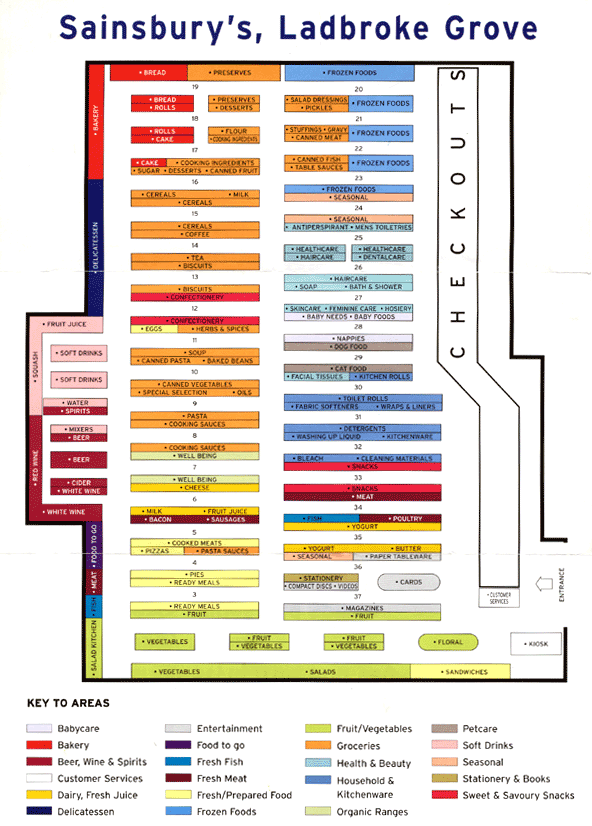 Sainsbury's, Ladbroke Grove
• BREAD • PRESERVES
• FROZEN FOODS
19
20
• BREAD
• ROLLS
• PRESERVES
• DESSERTS
• SALAD DRESSINGS
• PICKLES
• FROZEN FOODS
18
21
• ROLLS
• CAKE
• FLOUR
• COOKING INGREDIENTS
• STUFFINGS • GRAVY
• CANNED MEAT
• FROZEN FOODS
17
22
• CAKE • COOKING INGREDIENTS
• SUGAR • DESSERTS • CANNED FRUIT
• CANNED FISH
• TABLE SAUCES
• FROZEN FOODS
16
23
• CEREALS • MILK
• CEREALS
• FROZEN FOODS
• SEASONAL
15
24
• CEREALS
• COFFEE
• SEASONAL
• ANTIPERSPIRANT • MENS TOILETRIES
14
25
• TEA
• BISCUITS
• HEALTHCARE
• HAIRCARE
• HEALTHCARE
• DENTALCARE
13
26
• BISCUITS
• CONFECTIONERY
• HAIRCARE
• SOAP • BATH & SHOWER
12
27
• CONFECTIONERY
• EGGS • HERBS & SPICES
• SKINCARE • FEMININE CARE • HOSIERY
• BABY NEEDS • BABY FOODS
11
28
• SOUP
• CANNED PASTA • BAKED BEANS
• NAPPIES
• DOG FOOD
10
29
• CANNED VEGETABLES
• SPECIAL SELECTION • OILS
• CAT FOOD
• FACIAL TISSUES • KITCHEN ROLLS
9
30
• PASTA
• COOKING SAUCES
• TOILET ROLLS
• FABRIC SOFTENERS • WRAPS & LINERS
8
31
• COOKING SAUCES
• WELL BEING
• DETERGENTS
• WASHING UP LIQUID • KITCHENWARE
7
32
• WELL BEING
• CHEESE
• BLEACH • CLEANING MATERIALS
• SNACKS
6
33
• MILK • FRUIT JUICE
• BACON • SAUSAGES
• SNACKS
• MEAT
5
34
• COOKED MEATS
• PIZZAS • PASTA SAUCES
• FISH • POULTRY
• YOGURT
4
35
• PIES
• READY MEALS
• YOGURT • BUTTER
• SEASONAL • PAPER TABLEWARE
3
36
• READY MEALS
• FRUIT
• STATIONERY
• COMPACT DISCS • VIDEOS
• CARDS
37
• MAGAZINES
• FRUIT
• VEGETABLES
• FRUIT
• VEGETABLES
• FRUIT
• VEGETABLES
• FLORAL
• KIOSK
• VEGETABLES • SALADS • SANDWICHES
• BAKERY
• DELICATESSEN
• FRUIT JUICE
• SQUASH
• SOFT DRINKS
• SOFT DRINKS
• WATER
• SPIRITS
• MIXERS
• BEER
• RED WINE
• BEER
• CIDER
• WHITE WINE
• WHITE WINE
• FOOD TO GO
• MEAT
• FISH
• SALAD KITCHEN
CHECKOUTS
• CUSTOMER
SERVICES
ENTRANCE
KEY TO AREAS
Babycare
Bakery
Beer, Wine & Spirits
Customer Services
Dairy, Fresh Juice
Delicatessen
Entertainment
Food to go
Fresh Fish
Fresh Meat
Fresh/Prepared Food
Frozen Foods
Fruit/Vegetables
Groceries
Health & Beauty
Household &
Kitchenware
Organic Ranges
Petcare
Soft Drinks
Seasonal
Stationery & Books
Sweet & Savoury Snacks